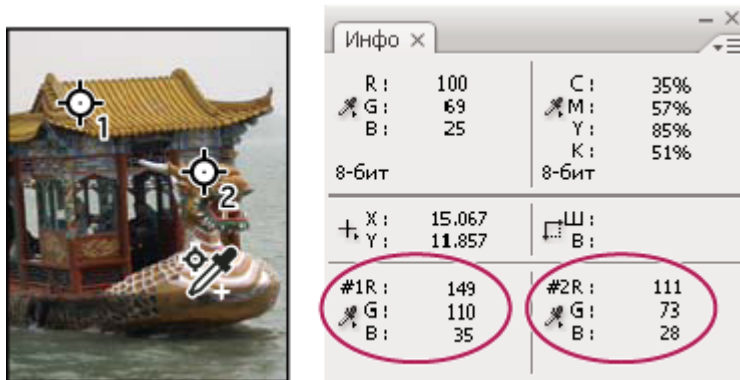 1
2
Инфо
R : 100
G : 69
B : 25
8-бит
C : 35%
M : 57%
Y : 85%
K : 51%
8-бит
X : 15.067
Y : 11.857
Ш :
В :
#1R : 149
G : 110
B : 35
#2R : 111
G : 73
B : 28